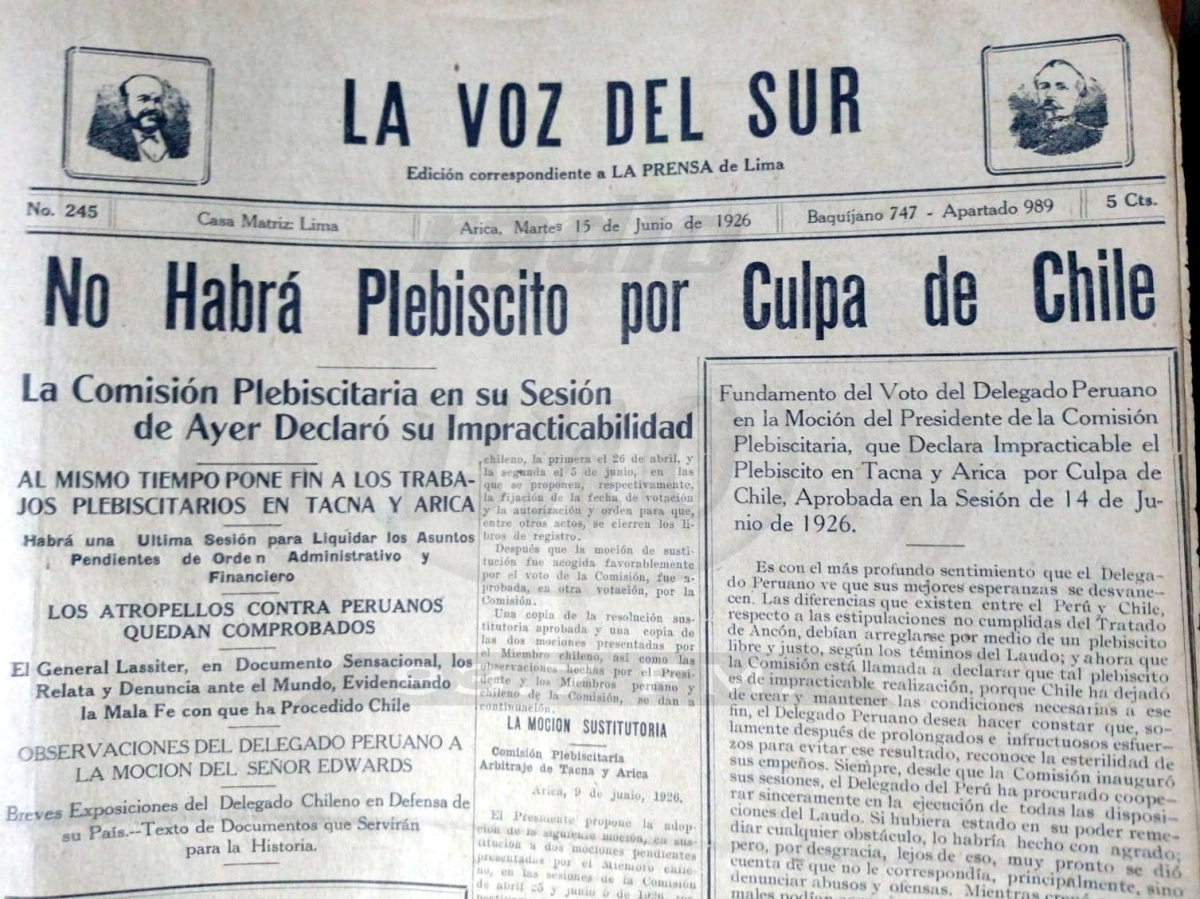 LA VOZ DEL SUR
Edición correspondiente a LA PRENSA de Lima
No. 245
Casa Matriz: Lima
Arica, Martes 15 de Junio de 1926
Baquíjano 747 - Apartado 989
5 Cts.
No Habrá Plebiscito por Culpa de Chile
La Comisión Plebiscitaria en su Sesión
de Ayer Declaró su Impracticabilidad
AL MISMO TIEMPO PONE FIN A LOS TRABA-
JOS PLEBISCITARIOS EN TACNA Y ARICA
Habrá una Ultima Sesión para Liquidar los Asuntos
Pendientes de Orden Administrativo y
Financiero
LOS ATROPELLOS CONTRA PERUANOS
QUEDAN COMPROBADOS
El General Lassiter, en Documento Sensacional, los
Relata y Denuncia ante el Mundo, Evidenciando
la Mala Fe con que ha Procedido Chile
OBSERVACIONES DEL DELEGADO PERUANO A
LA MOCION DEL SEÑOR EDWARDS
Breves Exposiciones del Delegado Chileno en Defensa de
su País.--Texto de Documentos que Servirán
para la Historia.
chileno, la primera el 26 de abril, y
la segunda el 5 de junio, en las
que se proponen, respectivamente,
la fijación de la fecha de votación
y la autorización y orden para que,
entre otros actos, se cierren los li-
bros de registro.
Después que la moción de susti-
tución fue acogida favorablemente
por el voto de la Comisión, fue a-
probada, en otra votación, por la
Comisión.
Una copia de la resolución sus-
titutoria aprobada y una copia de
las dos mociones presentadas por
el Miembro chileno, así como las
observaciones hechas por el Presi-
dente y los Miembros peruano y
chileno de la Comisión, se dan a
continuación.
LA MOCION SUSTITUTORIA
Comisión Plebiscitaria
Arbitraje de Tacna y Arica
Arica, 9 de junio, 1926.
El Presidente propone la adop-
ción de la siguiente moción, en sus-
titución a dos mociones pendientes
presentadas por el Miembro chile-
no, en las sesiones de la Comisión
de abril 25 y junio 5 de 1926,
Fundamento del Voto del Delegado Peruano
en la Moción del Presidente de la Comisión
Plebiscitaria, que Declara Impracticable el
Plebiscito en Tacna y Arica por Culpa de
Chile, Aprobada en la Sesión de 14 de Ju-
nio de 1926.
Es con el más profundo sentimiento que el Delega-
do Peruano ve que sus mejores esperanzas se desvane-
cen. Las diferencias que existen entre el Perú y Chile,
respecto a las estipulaciones no cumplidas del Tratado
de Ancón, debían arreglarse por medio de un plebiscito
libre y justo, según los téminos del Laudo; y ahora que
la Comisión está llamada a declarar que tal plebiscito
es de impracticable realización, porque Chile ha dejado
de crear y mantener las condiciones necesarias a ese
fin, el Delegado Peruano desea hacer constar que, so-
lamente después de prolongados e infructuosos esfuer-
zos para evitar ese resultado, reconoce la esterilidad de
sus empeños. Siempre, desde que la Comisión inauguró
sus sesiones, el Delegado del Perú ha procurado coope-
rar sinceramente en la ejecución de todas las disposi-
ciones del Laudo. Si hubiera estado en su poder reme-
diar cualquier obstáculo, lo habría hecho con agrado;
pero, por desgracia, lejos de eso, muy pronto se dió
cuenta de que no le correspondía, principalmente, sino
denunciar abusos y ofensas. Mientras
males podían